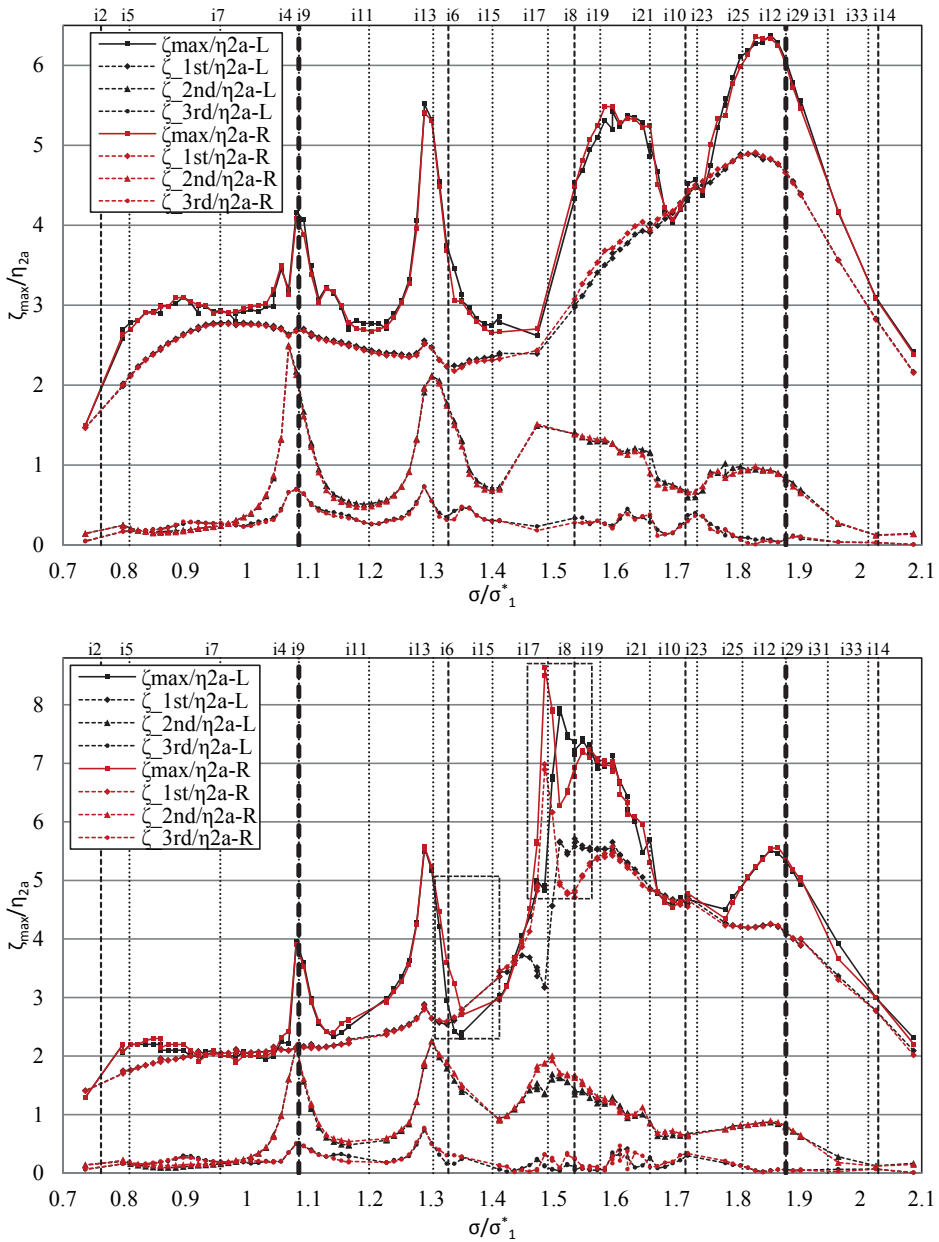 i2 i5 i7 i4 i9 i11 i13 i6 i15 i17 i8 i19 i21 i10 i23 i25 i12 i29 i31 i33 i14
ζmax/η2a-L
ζ_1st/η2a-L
ζ_2nd/η2a-L
ζ_3rd/η2a-L
ζmax/η2a-R
ζ_1st/η2a-R
ζ_2nd/η2a-R
ζ_3rd/η2a-R
6
5
4
3
2
1
0
ζmax/η2a
0.7 0.8 0.9 1 1.1 1.2 1.3 1.4 1.5 1.6 1.7 1.8 1.9 2 2.1
σ/σ*1
i2 i5 i7 i4 i9 i11 i13 i6 i15 i17 i8 i19 i21 i10 i23 i25 i12 i29 i31 i33 i14
ζmax/η2a-L
ζ_1st/η2a-L
ζ_2nd/η2a-L
ζ_3rd/η2a-L
ζmax/η2a-R
ζ_1st/η2a-R
ζ_2nd/η2a-R
ζ_3rd/η2a-R
8
7
6
5
4
3
2
1
0
ζmax/η2a
0.7 0.8 0.9 1 1.1 1.2 1.3 1.4 1.5 1.6 1.7 1.8 1.9 2 2.1
σ/σ*1